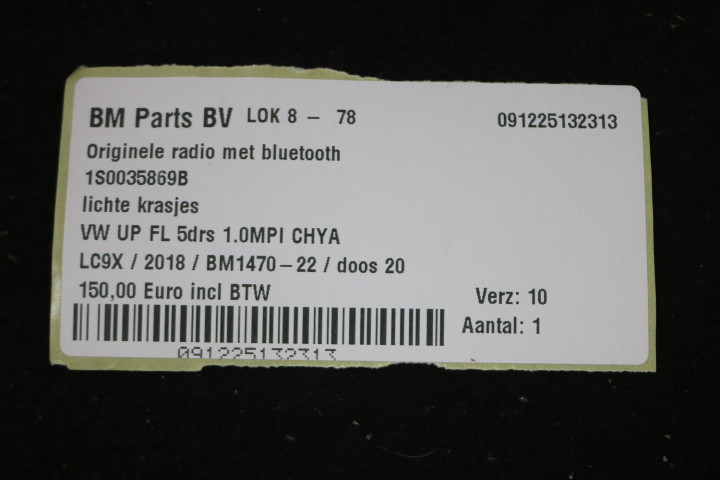 BM Parts BV LOK 8 - 78 091225132313
Originele radio met bluetooth
1S0035869B
lichte krasjes
VW UP FL 5drs 1.0MPI CHYA
LC9X / 2018 / BM1470-22 / doos 20
150,00 Euro incl BTW Verz: 10
Aantal: 1
091225132313